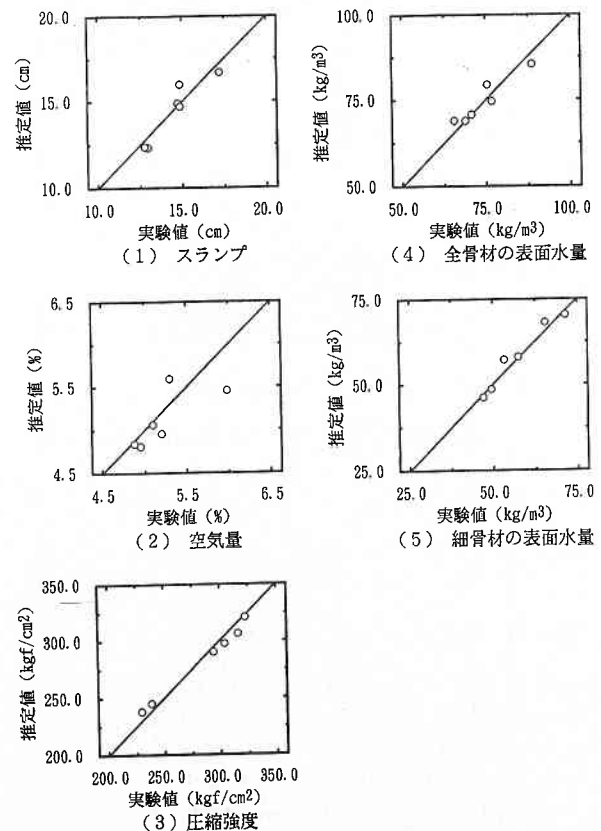 20.0
15.0
10.0
推定値 (cm)
10.0 15.0 20.0
実験値 (cm)
(1) スランプ
100.0
75.0
50.0
推定値 (kg/m3)
50.0 75.0 100.0
実験値 (kg/m3)
(4) 全骨材の表面水量
6.5
5.5
4.5
推定値 (%)
4.5 5.5 6.5
実験値 (%)
(2) 空気量
75.0
50.0
25.0
推定値 (kg/m3)
25.0 50.0 75.0
実験値 (kg/m3)
(5) 細骨材の表面水量
350.0
300.0
250.0
200.0
推定値 (kgf/cm2)
200.0 250.0 300.0 350.0
実験値 (kgf/cm2)
(3) 圧縮強度